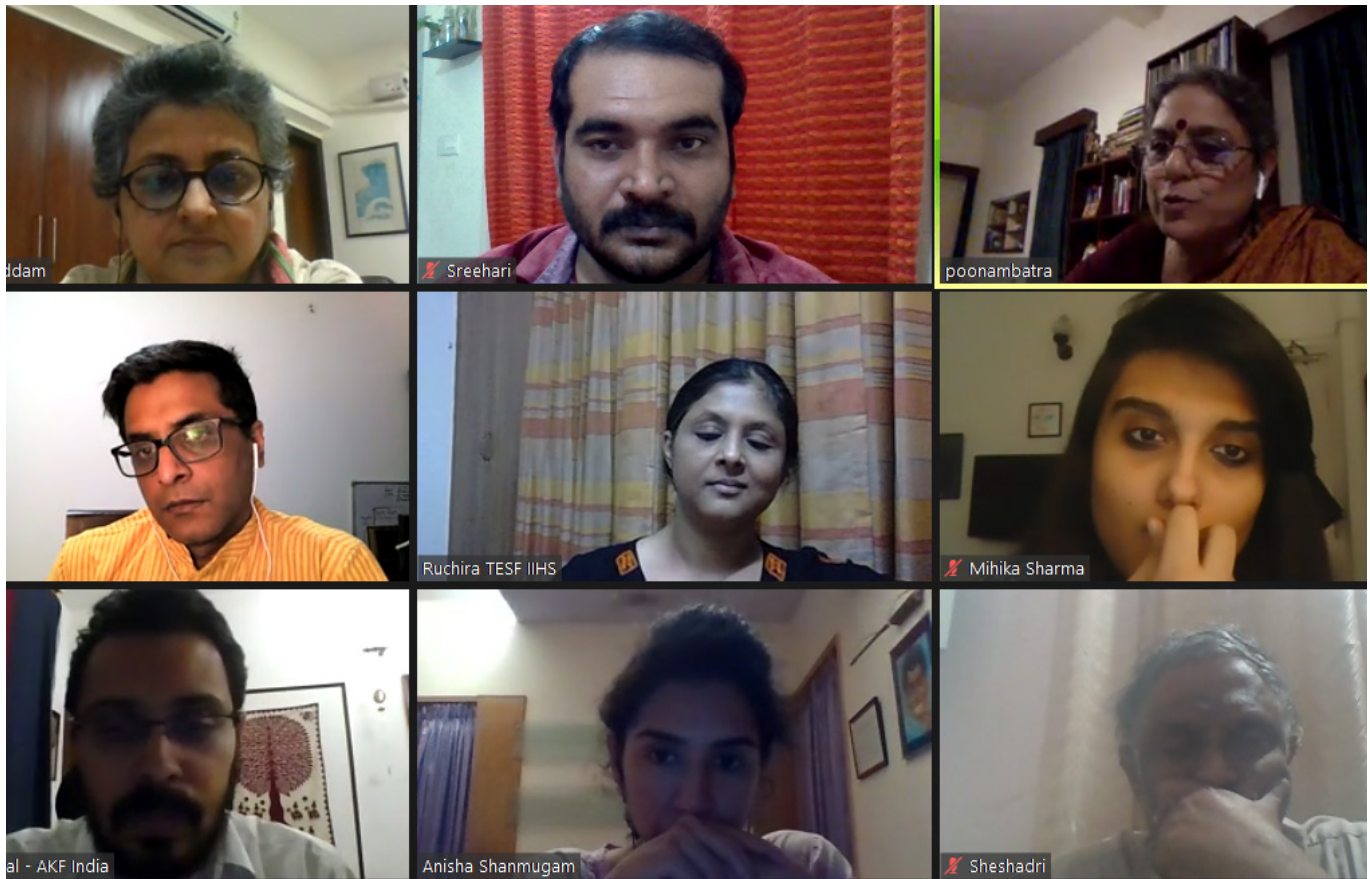 ddam
Sreehari
poonambatra
Ruchira TESF IIHS
Mihika Sharma
al - AKF India
Anisha Shanmugam
Sheshadri